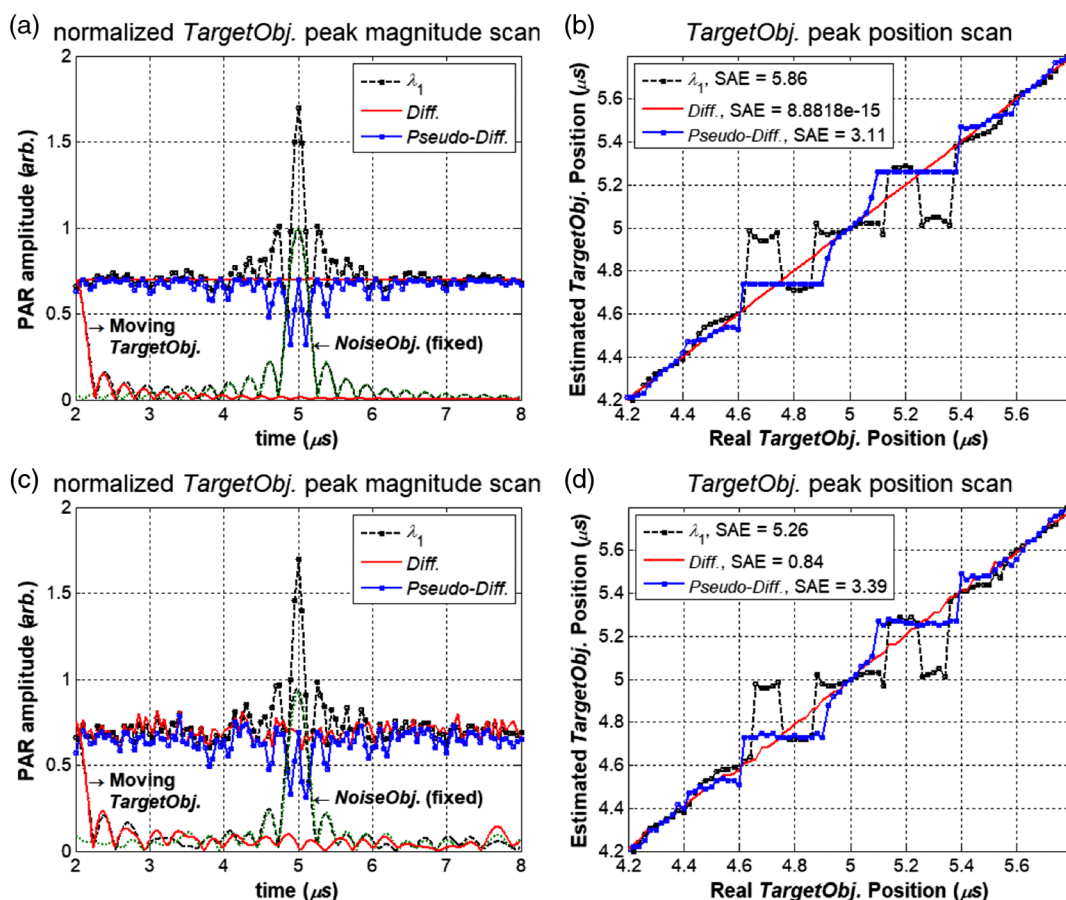 (a) normalized TargetObj. peak magnitude scan
2
1.5
1
0.5
0
PAR amplitude (arb.)
λ1
Diff.
Pseudo-Diff.
→ Moving
TargetObj.
← NoiseObj. (fixed)
2 3 4 5 6 7 8
time (μs)
(b) TargetObj. peak position scan
5.6
5.4
5.2
5
4.8
4.6
4.4
4.2
Estimated TargetObj. Position (μs)
λ1, SAE = 5.86
Diff., SAE = 8.8818e-15
Pseudo-Diff., SAE = 3.11
4.2 4.4 4.6 4.8 5 5.2 5.4 5.6
Real TargetObj. Position (μs)
(c) normalized TargetObj. peak magnitude scan
2
1.5
1
0.5
0
PAR amplitude (arb.)
λ1
Diff.
Pseudo-Diff.
→ Moving
TargetObj.
← NoiseObj. (fixed)
2 3 4 5 6 7 8
time (μs)
(d) TargetObj. peak position scan
5.6
5.4
5.2
5
4.8
4.6
4.4
4.2
Estimated TargetObj. Position (μs)
λ1, SAE = 5.26
Diff., SAE = 0.84
Pseudo-Diff., SAE = 3.39
4.2 4.4 4.6 4.8 5 5.2 5.4 5.6
Real TargetObj. Position (μs)